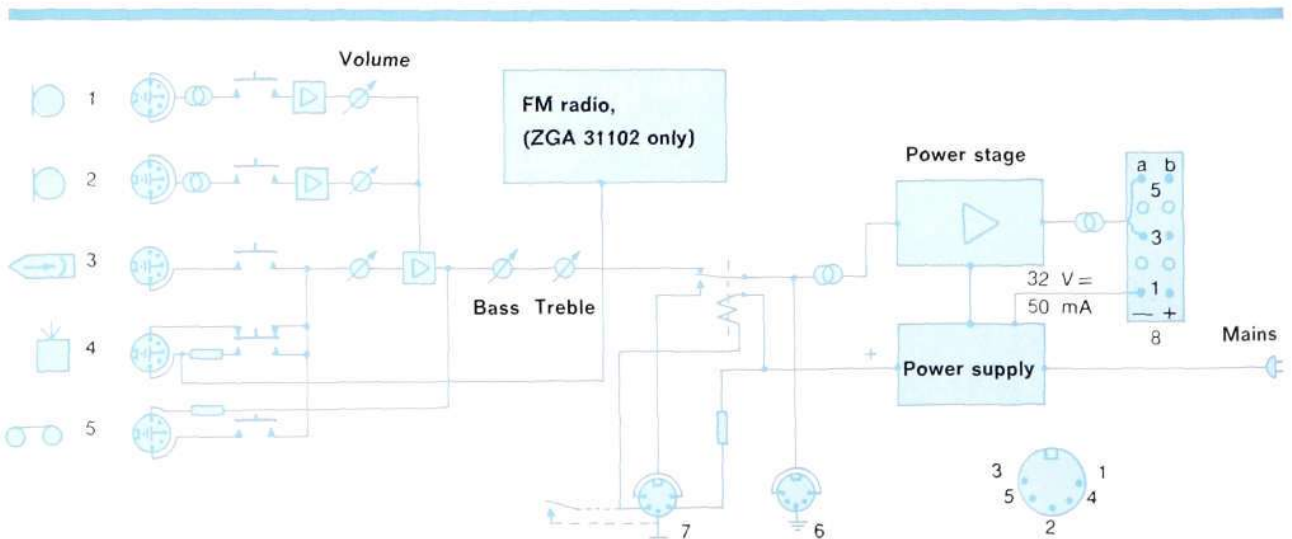 Volume
1
FM radio,
(ZGA 31102 only)
2
Power stage
a b
5
3
3
Bass Treble
32 V=
50 mA
1
— +
8
Mains
4
+
Power supply
5
3 1
5 4
2
7
6